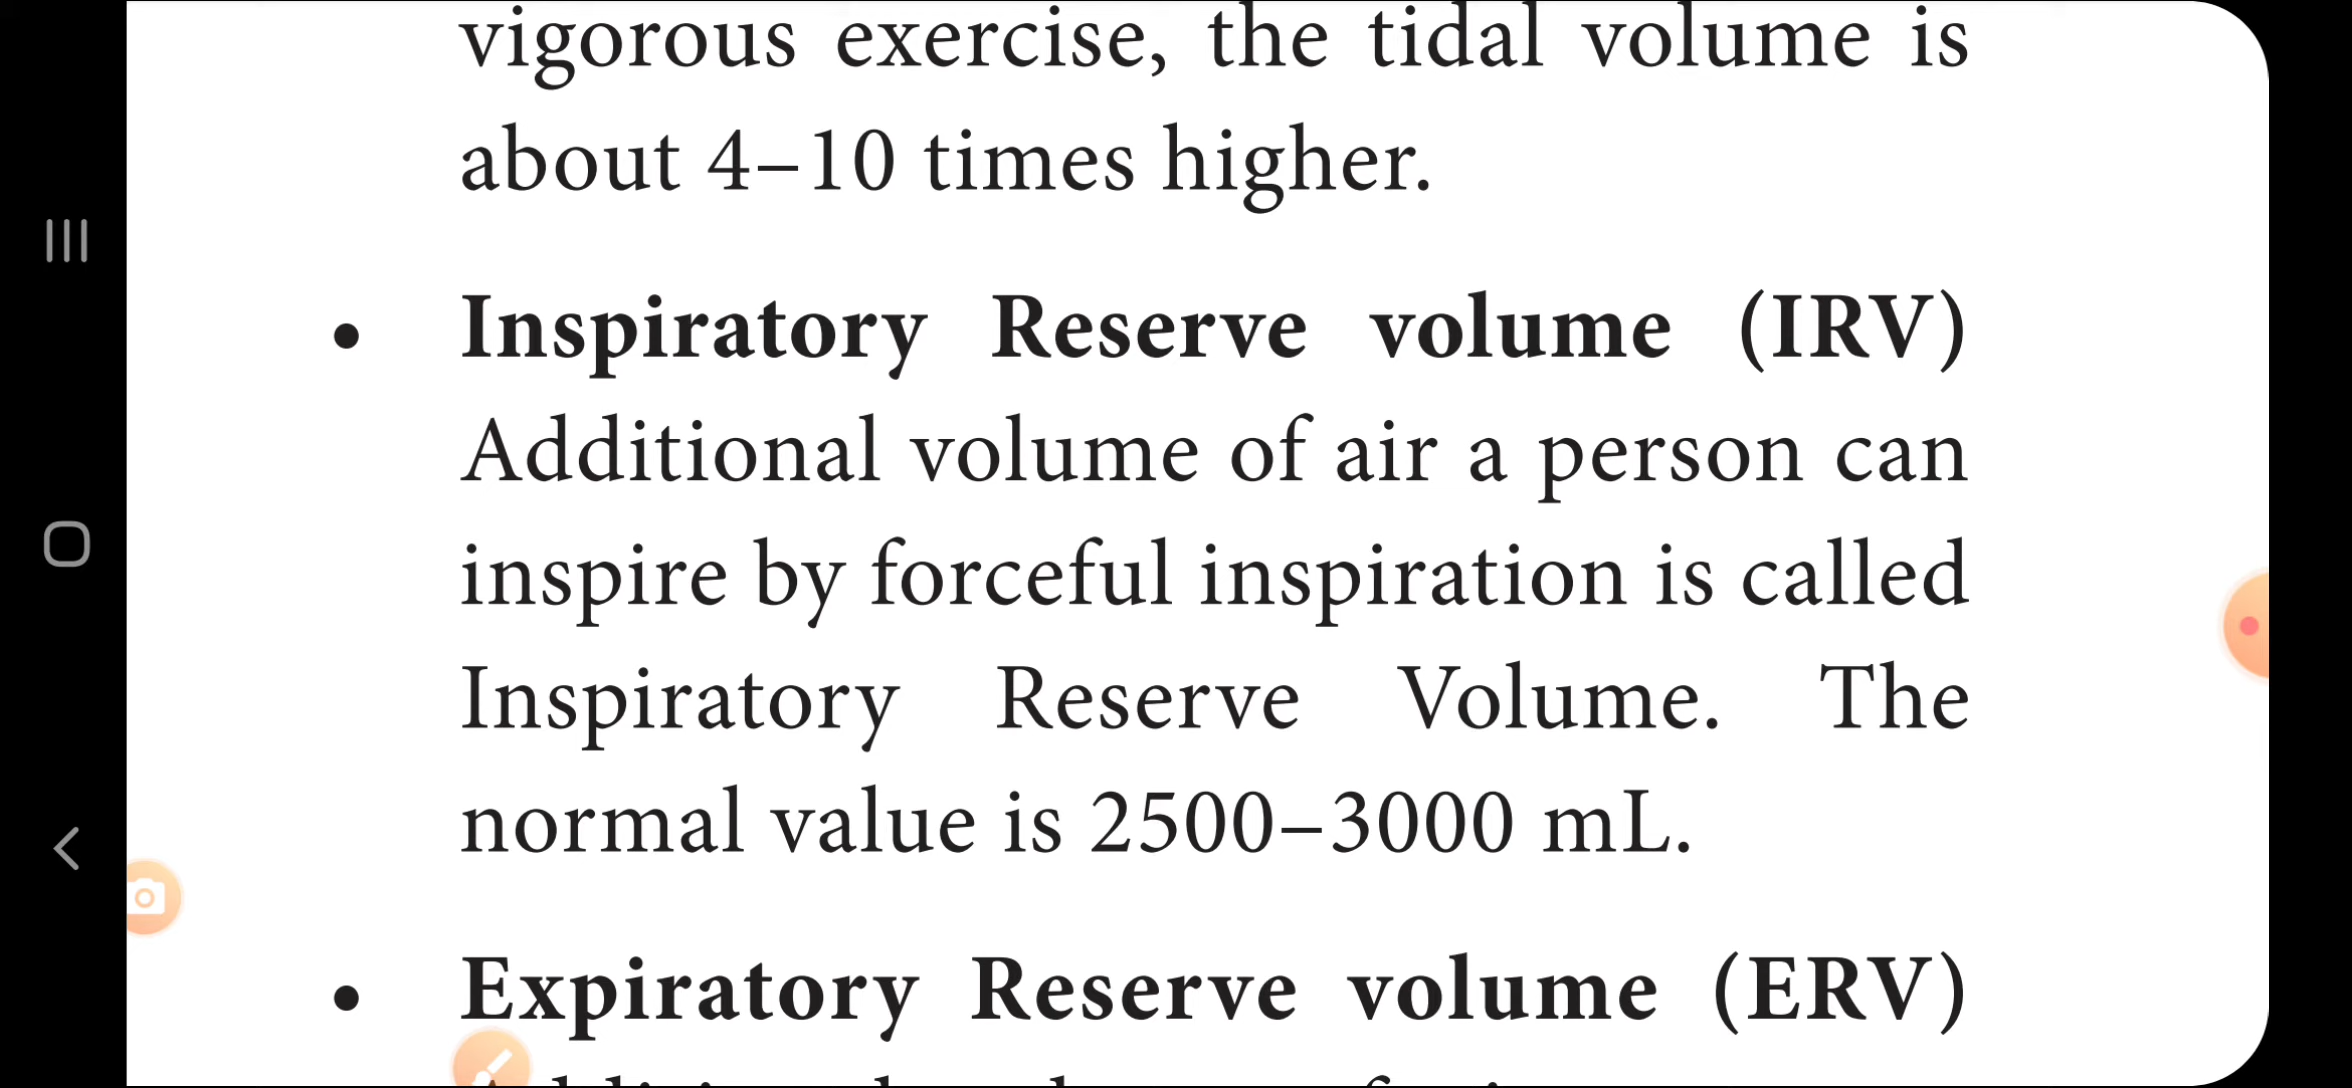 vigorous exercise, the tidal volume is
about 4–10 times higher.
• Inspiratory Reserve volume (IRV)
Additional volume of air a person can
inspire by forceful inspiration is called
Inspiratory Reserve Volume. The
normal value is 2500–3000 mL.
• Expiratory Reserve volume (ERV)